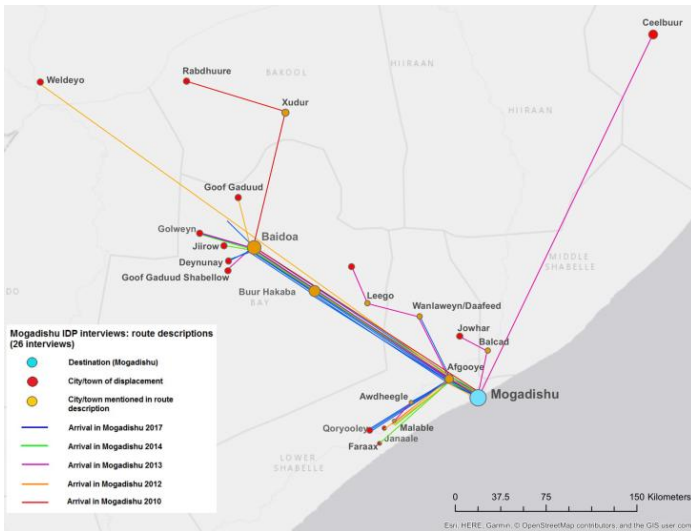 Ceelbuur
Weldeyo
Rabdhuure
BAKOOL
HIIRAAN
Xudur
HIIRAAN
Goof Gaduud
Golweyn
Baidoa
Jiirow
Deynunay
MIDDLE
SHABELLE
Goof Gaduud Shabellow
Buur Hakaba
BAY
Leego
Wanlaweyn/Daafeed
DO
Jowhar
Balcad
Mogadishu IDP interviews: route descriptions
(26 interviews)
Afgooye
Destination (Mogadishu)
Mogadishu
City/town of displacement
Awdheegle
City/town mentioned in route
description
Qoryooley
Malable
Janaale
Arrival in Mogadishu 2017
Faraax
Arrival in Mogadishu 2014
LOWER
SHABELLE
Arrival in Mogadishu 2013
Arrival in Mogadishu 2012
Arrival in Mogadishu 2010
0 37.5 75 150 Kilometers
Esri, HERE, Garmin, © OpenStreetMap contributors, and the GIS user com